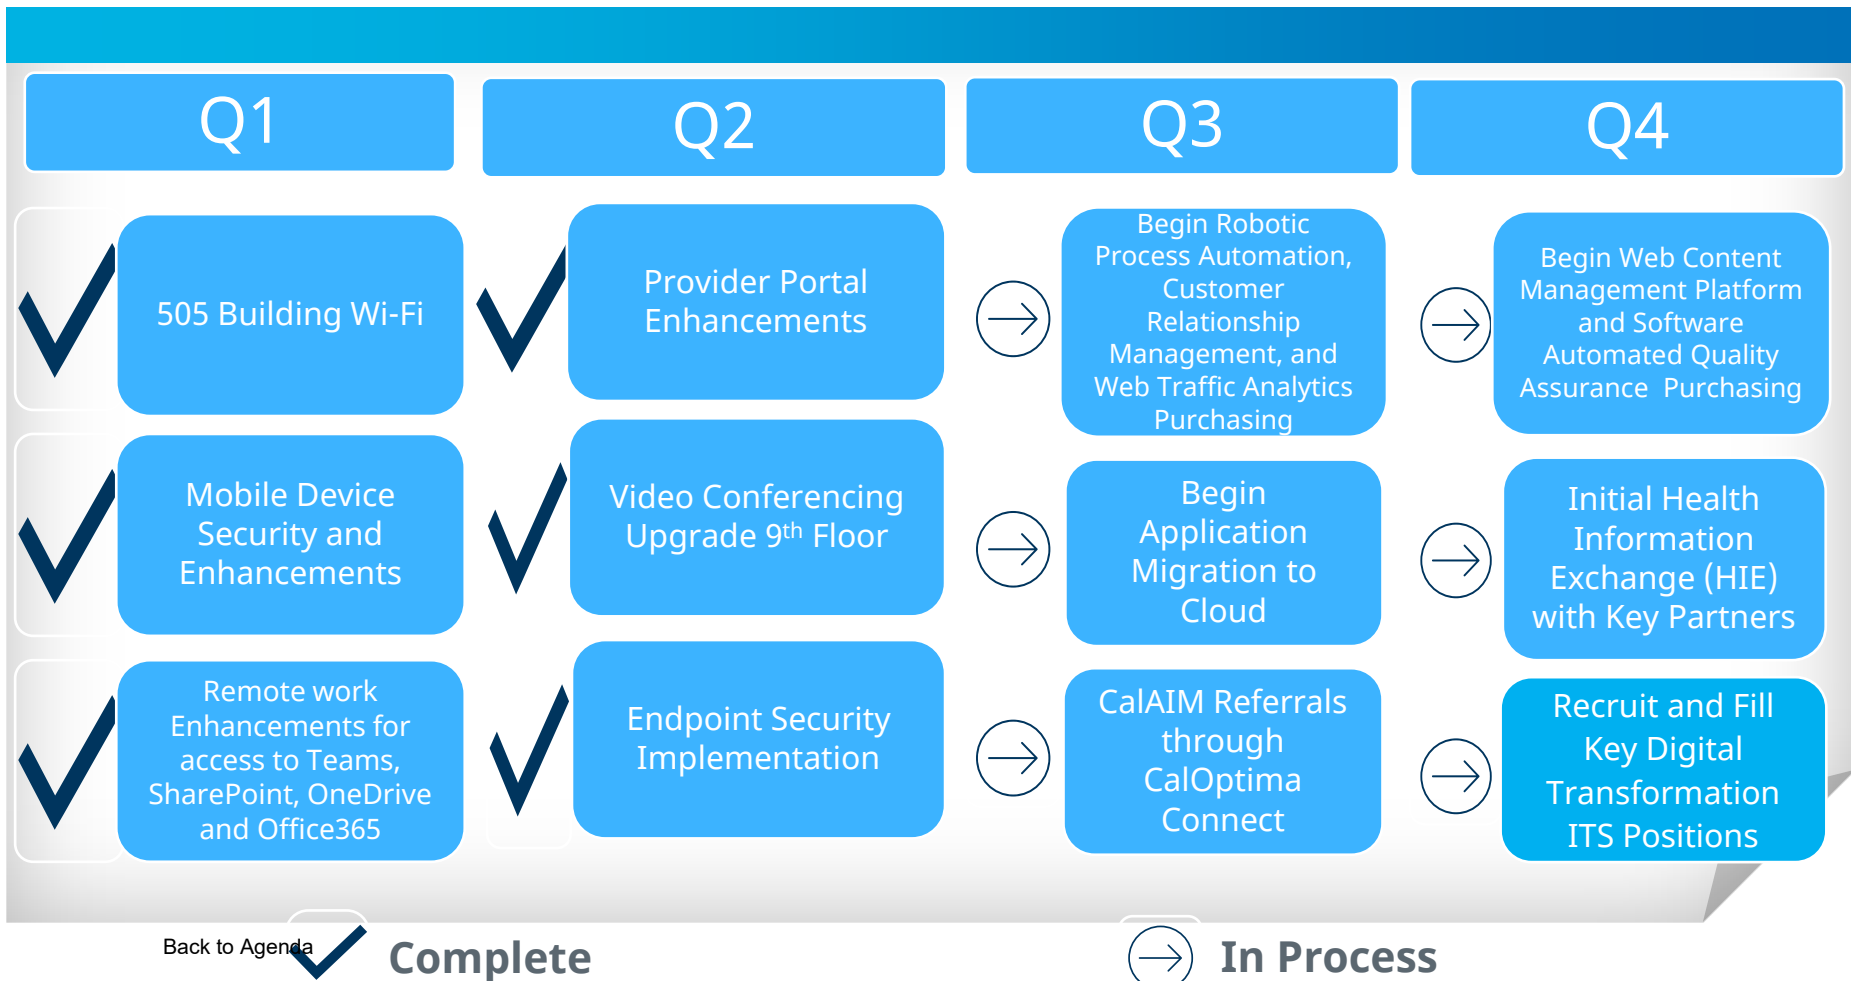 Q1
Q2
Q3
Q4
505 Building Wi-Fi
Mobile Device
Security and
Enhancements
Remote work
Enhancements for
access to Teams,
SharePoint, OneDrive
and Office365
Provider Portal
Enhancements
Video Conferencing
Upgrade 9th Floor
Endpoint Security
Implementation
Begin Robotic
Process Automation,
Customer
Relationship
Management, and
Web Traffic Analytics
Purchasing
Begin
Application
Migration to
Cloud
CalAIM Referrals
through
CalOptima
Connect
Begin Web Content
Management Platform
and Software
Automated Quality
Assurance  Purchasing
Initial Health
Information
Exchange (HIE)
with Key Partners
Recruit and Fill
Key Digital
Transformation
ITS Positions
Back to Agenda
Complete
In Process